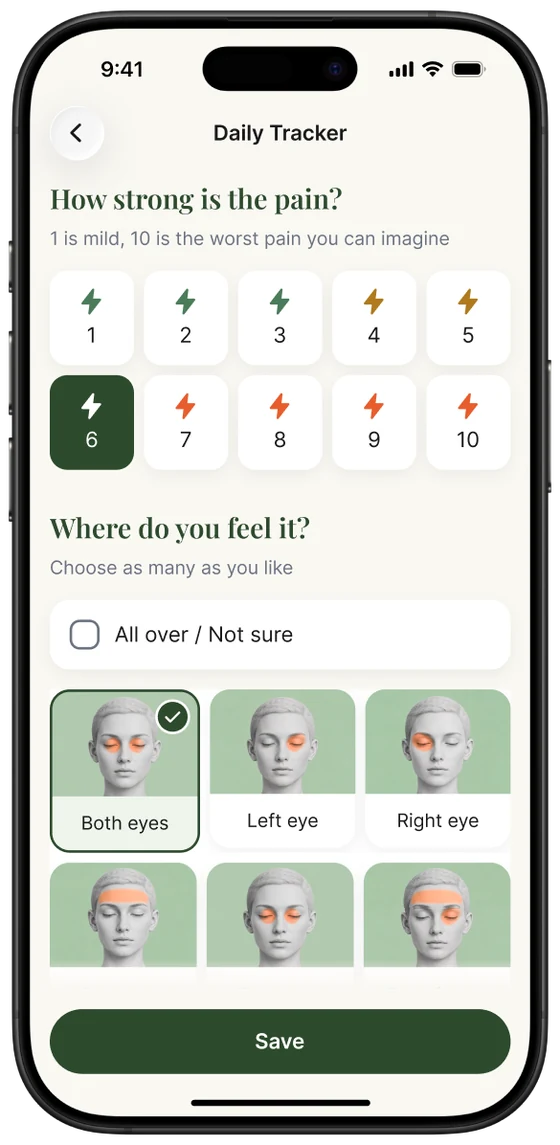 9:41
Daily Tracker
How strong is the pain?
1 is mild, 10 is the worst pain you can imagine
1 2 3 4 5
6 7 8 9 10
Where do you feel it?
Choose as many as you like
All over / Not sure
Both eyes Left eye Right eye
Save